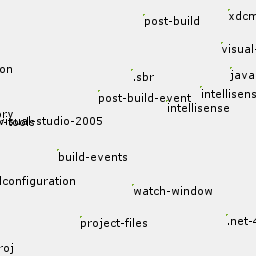 xdcm
post-build
visual-
on
java
.sbr
intellisens
post-build-event
intellisense
ory
-tools
visual-studio-2005
build-events
lconfiguration
watch-window
project-files
.net-4
roj